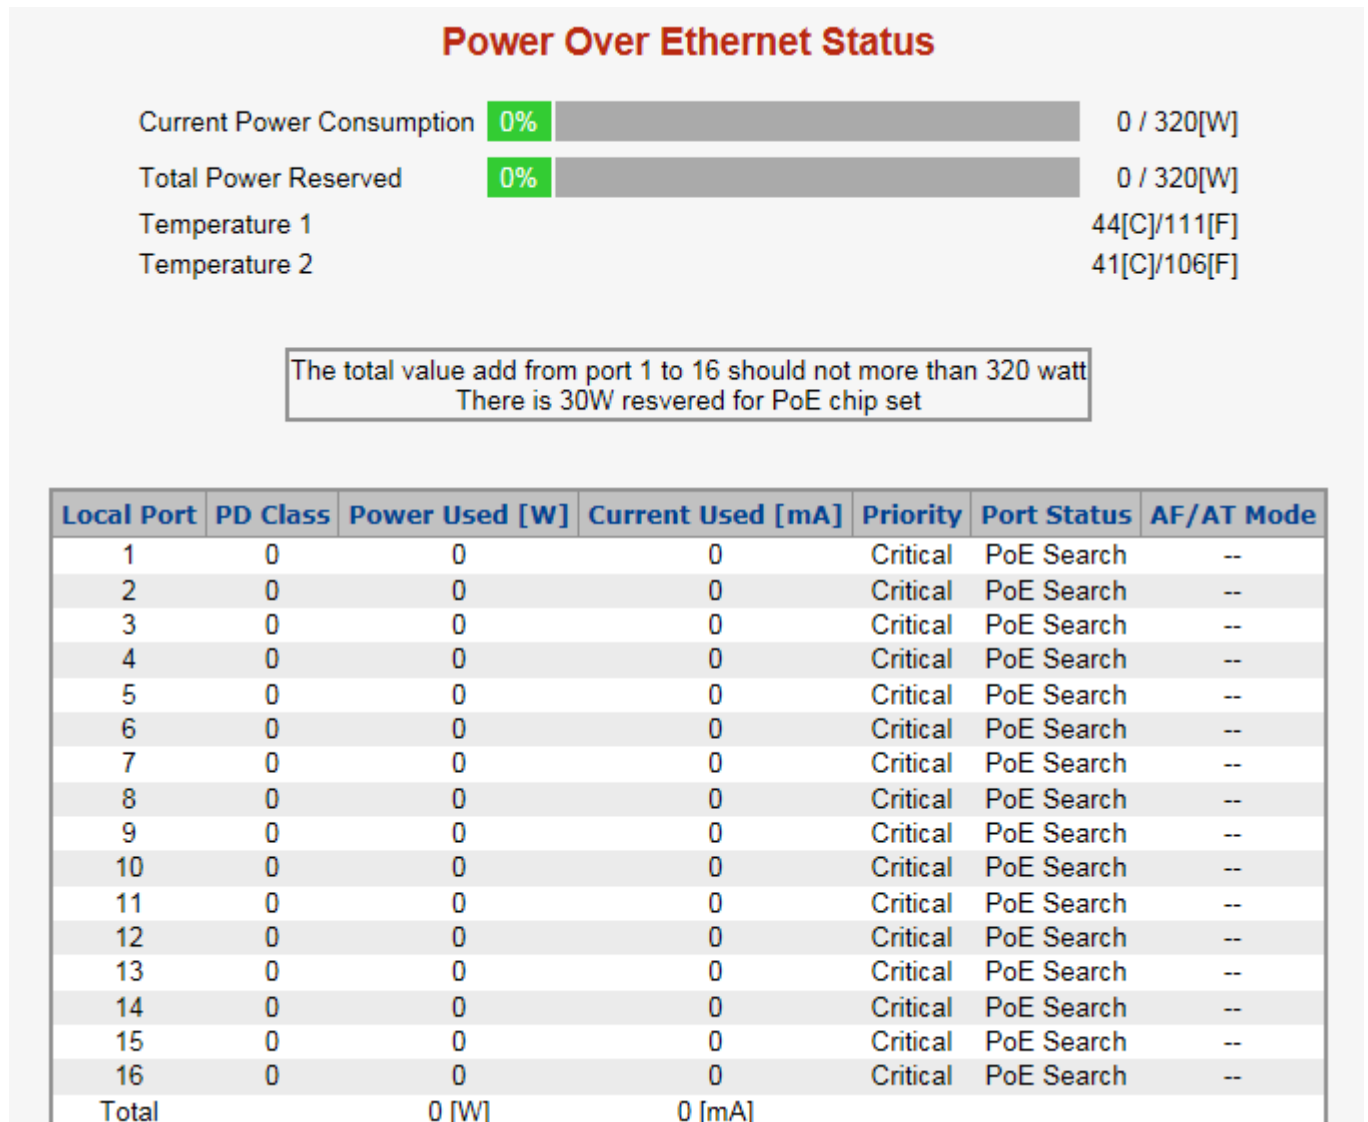 Power Over Ethernet Status
Current Power Consumption 0% 0 / 320[W]
Total Power Reserved 0% 0 / 320[W]
Temperature 1 44[C]/111[F]
Temperature 2 41[C]/106[F]
The total value add from port 1 to 16 should not more than 320 watt
There is 30W resvered for PoE chip set
Local Port PD Class Power Used [W] Current Used [mA] Priority Port Status AF/AT Mode
1 0 0 0 Critical PoE Search --
2 0 0 0 Critical PoE Search --
3 0 0 0 Critical PoE Search --
4 0 0 0 Critical PoE Search --
5 0 0 0 Critical PoE Search --
6 0 0 0 Critical PoE Search --
7 0 0 0 Critical PoE Search --
8 0 0 0 Critical PoE Search --
9 0 0 0 Critical PoE Search --
10 0 0 0 Critical PoE Search --
11 0 0 0 Critical PoE Search --
12 0 0 0 Critical PoE Search --
13 0 0 0 Critical PoE Search --
14 0 0 0 Critical PoE Search --
15 0 0 0 Critical PoE Search --
16 0 0 0 Critical PoE Search --
Total 0 [W] 0 [mA]